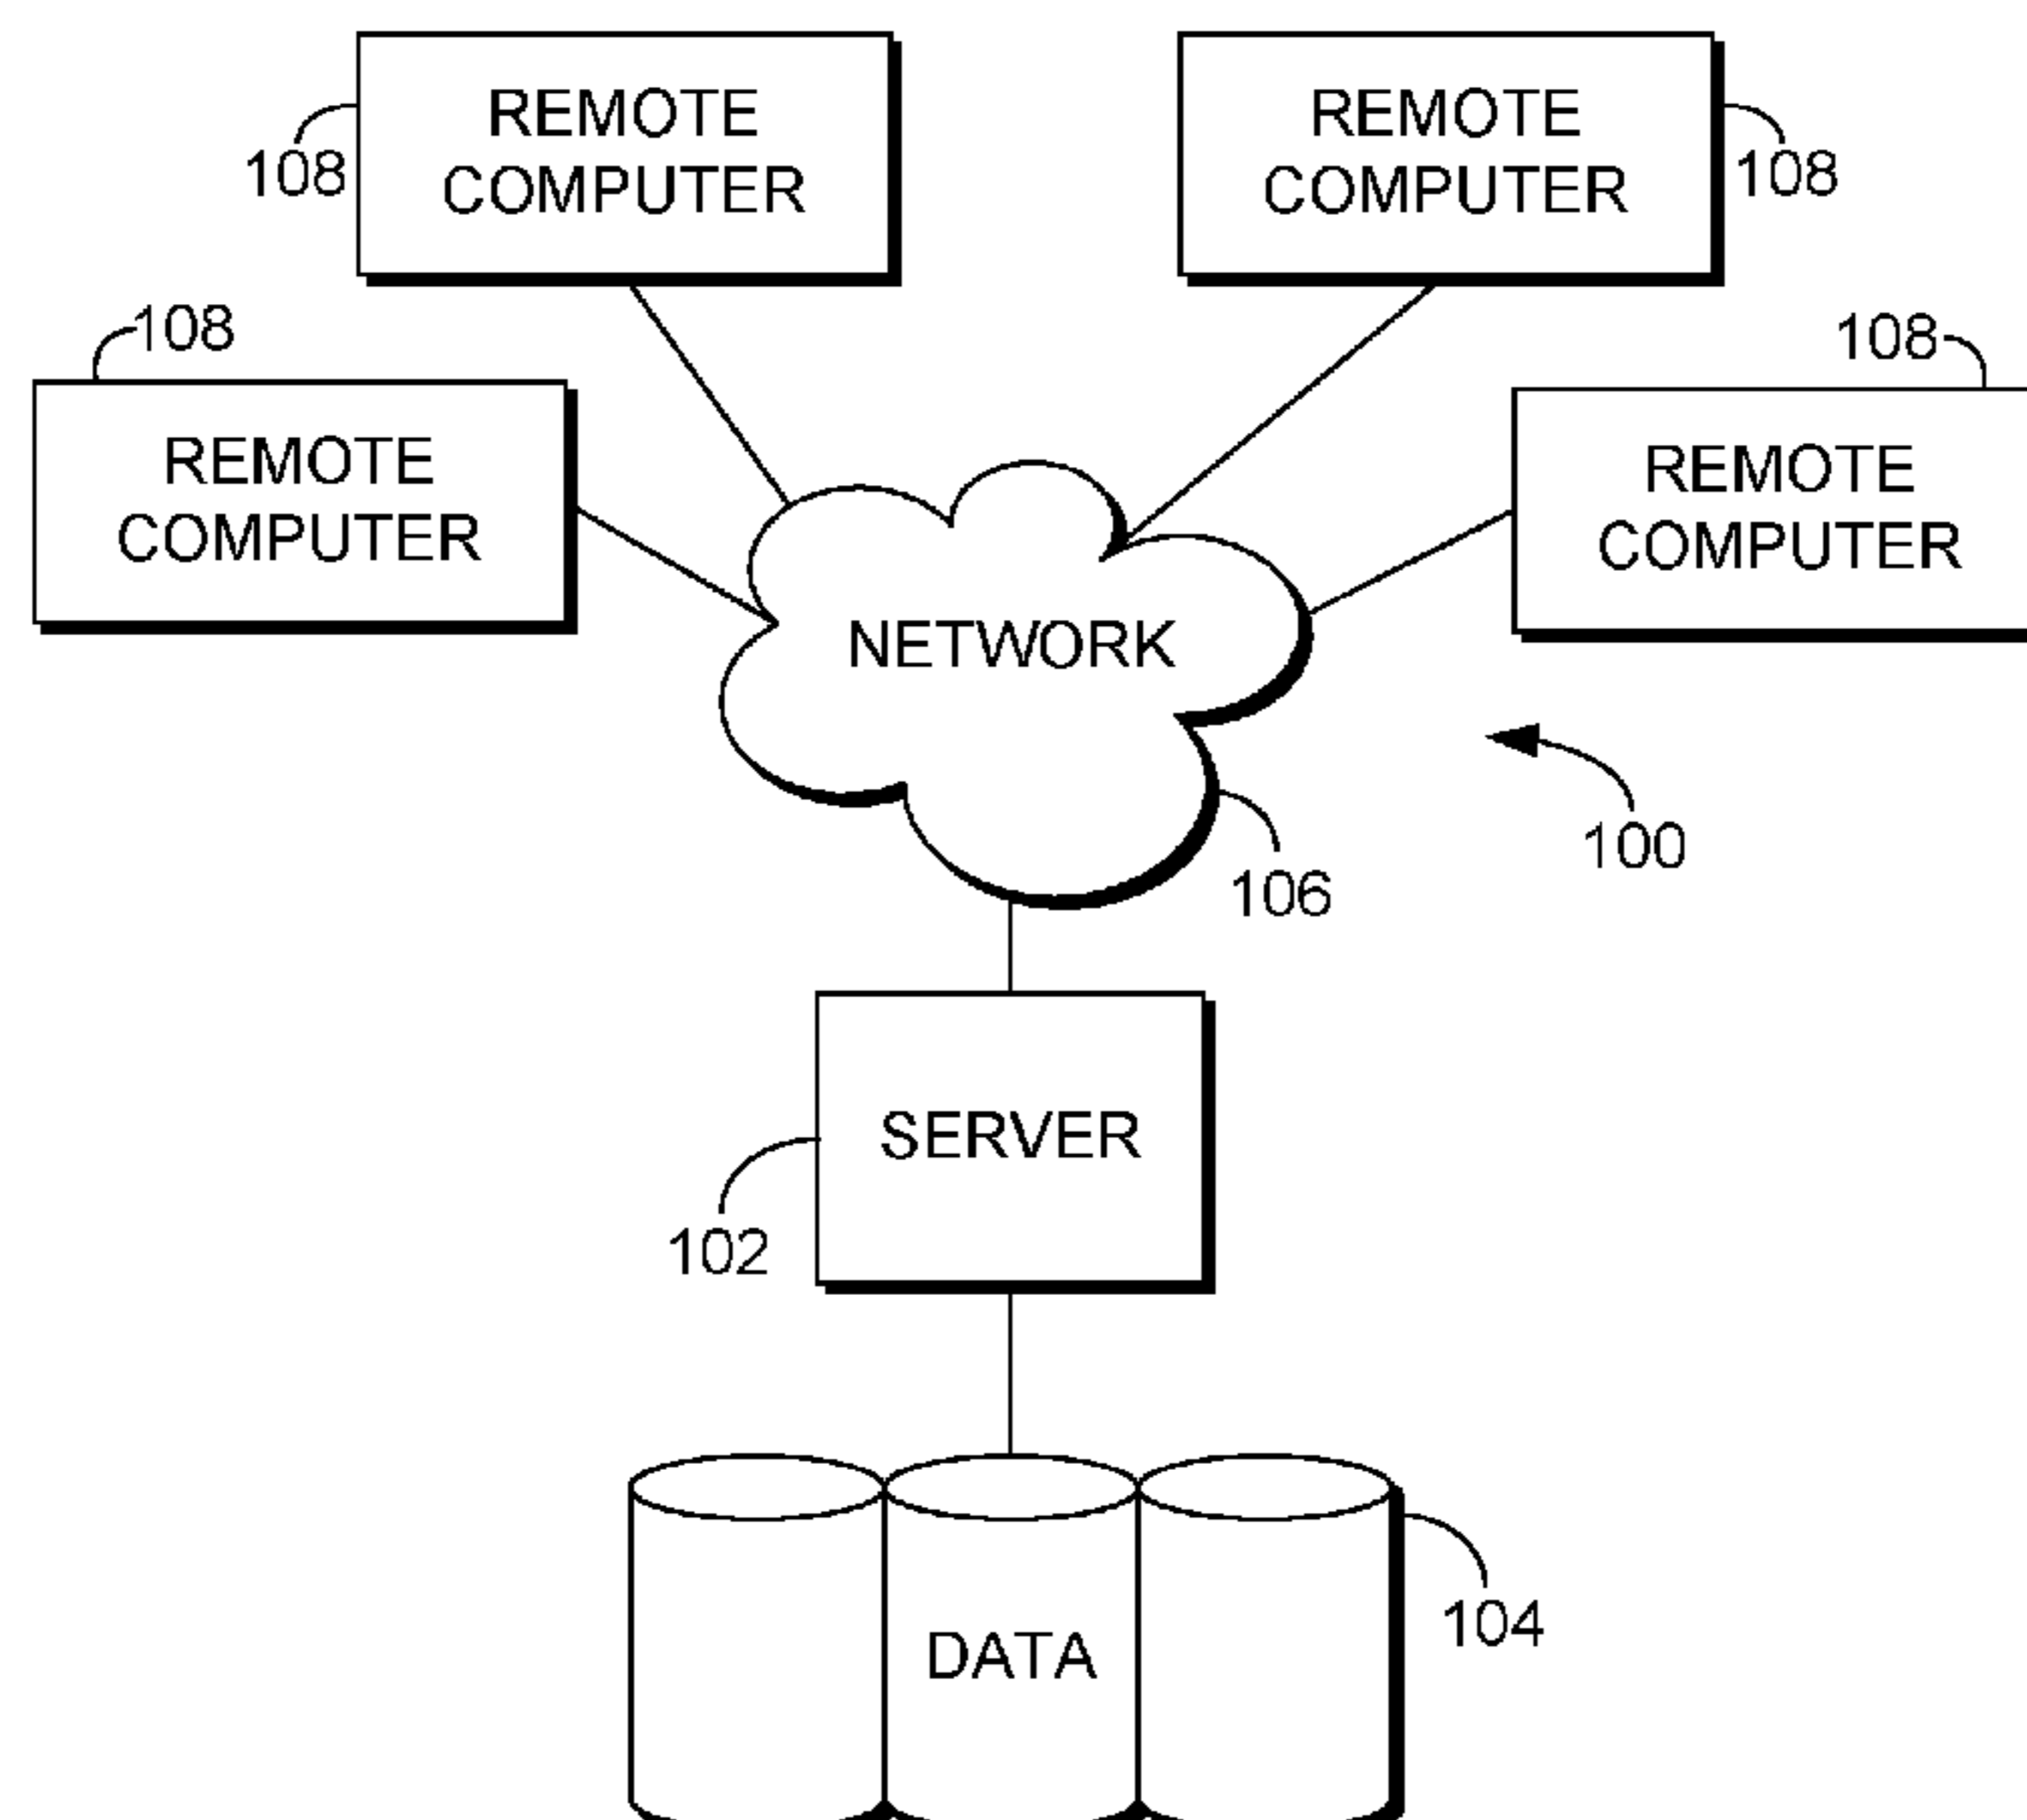 REMOTE
COMPUTER
108
REMOTE
COMPUTER
108
108
REMOTE
COMPUTER
108
REMOTE
COMPUTER
NETWORK
100
106
SERVER
102
DATA
104